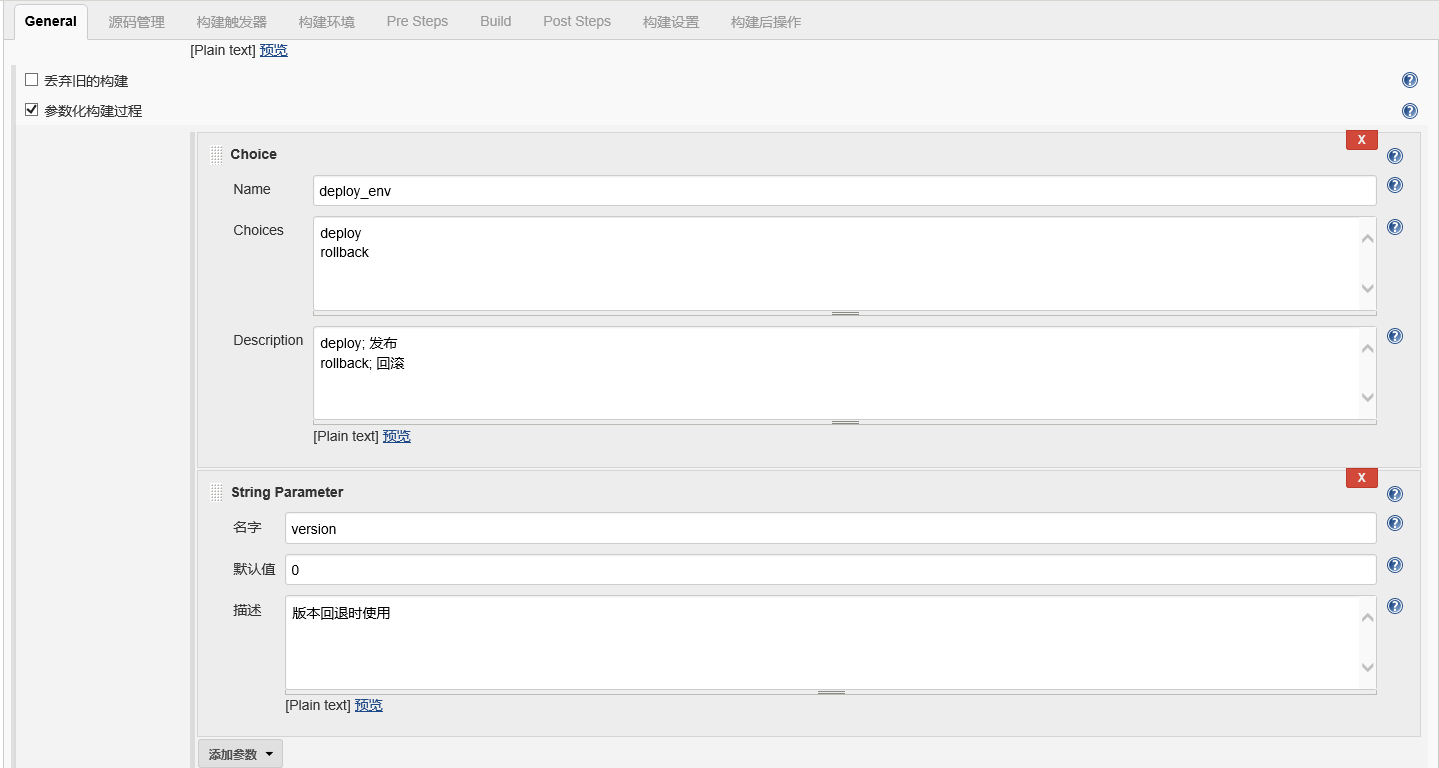 General 源码管理 构建触发器 构建环境 Pre Steps Build Post Steps 构建设置 构建后操作
[Plain text] 预览
丢弃旧的构建
参数化构建过程
X
Choice
Name deploy_env
Choices deploy
rollback
Description deploy; 发布
rollback; 回滚
[Plain text] 预览
X
String Parameter
名字 version
默认值 0
描述 版本回退时使用
[Plain text] 预览
添加参数